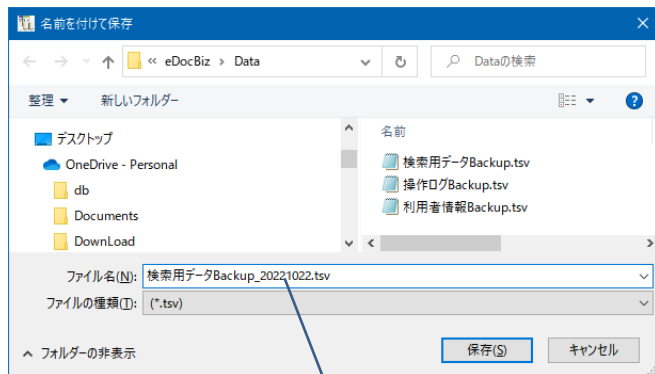 名前を付けて保存
« eDocBiz › Data
Dataの検索
整理
新しいフォルダー
デスクトップ
OneDrive - Personal
db
Documents
DownLoad
名前
検索用データBackup.tsv
操作ログBackup.tsv
利用者情報Backup.tsv
ファイル名(N): 検索用データBackup_20221022.tsv
ファイルの種類(T): (*.tsv)
フォルダーの非表示
保存(S)
キャンセル